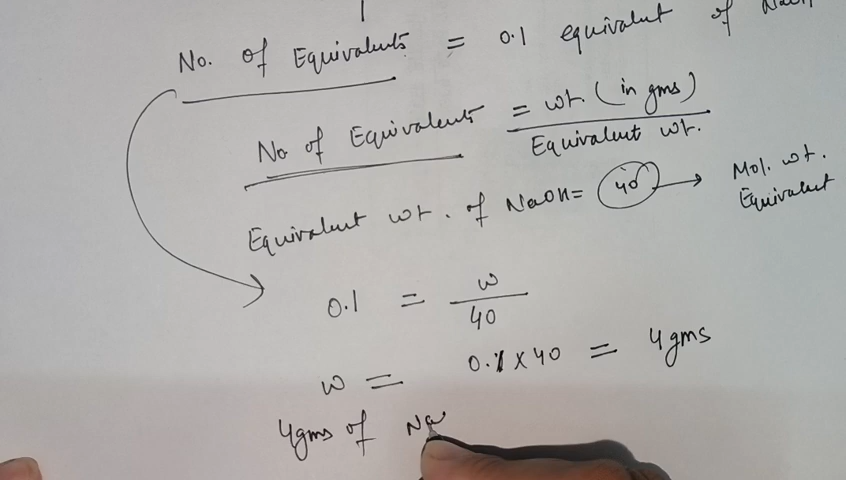 No. of Equivalents = 0.1 equivalent of
No of Equivalents = wt. (in gms)
Equivalent wt.
Equivalent wt. of NaOH = 40 → Mol. wt.
Equivalent
0.1 = w
40
w = 0.1 x 40 = 4gms
4gms of Na